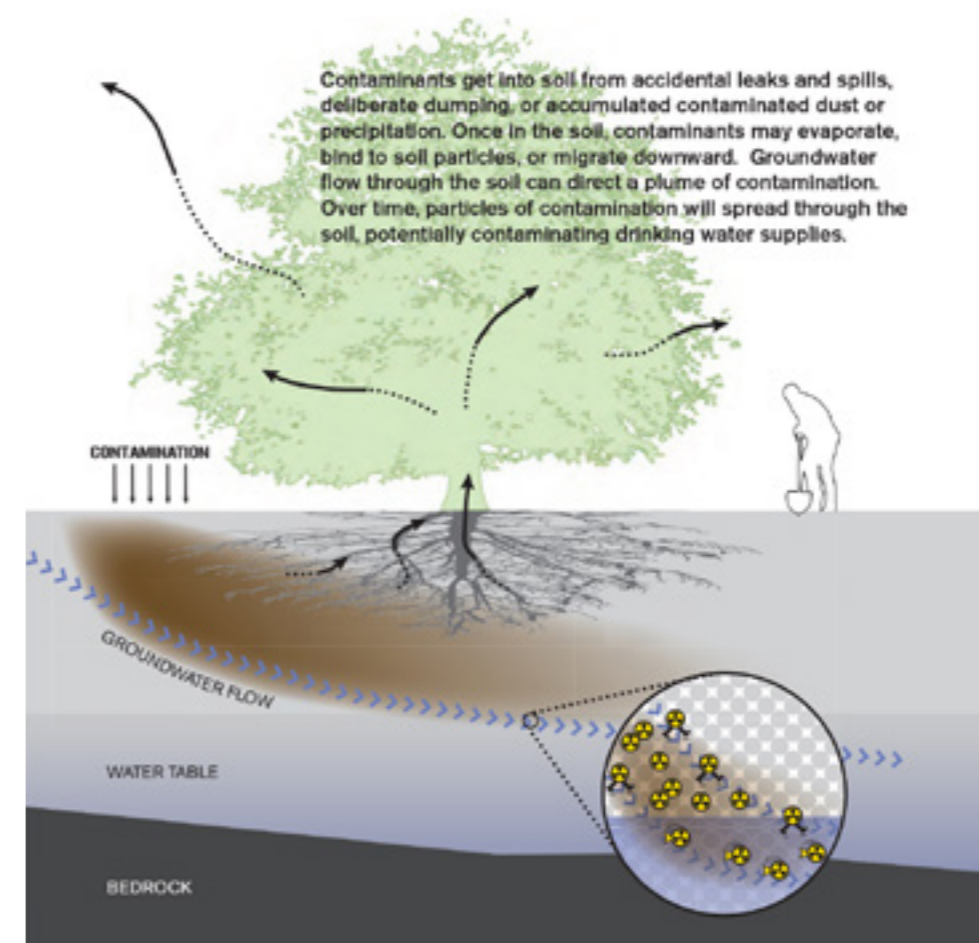 Contaminants get into soil from accidental leaks and spills,
deliberate dumping, or accumulated contaminated dust or
precipitation. Once in the soil, contaminants may evaporate,
bind to soil particles, or migrate downward. Groundwater
flow through the soil can direct a plume of contamination.
Over time, particles of contamination will spread through the
soil, potentially contaminating drinking water supplies.
CONTAMINATION
GROUNDWATER FLOW
WATER TABLE
BEDROCK